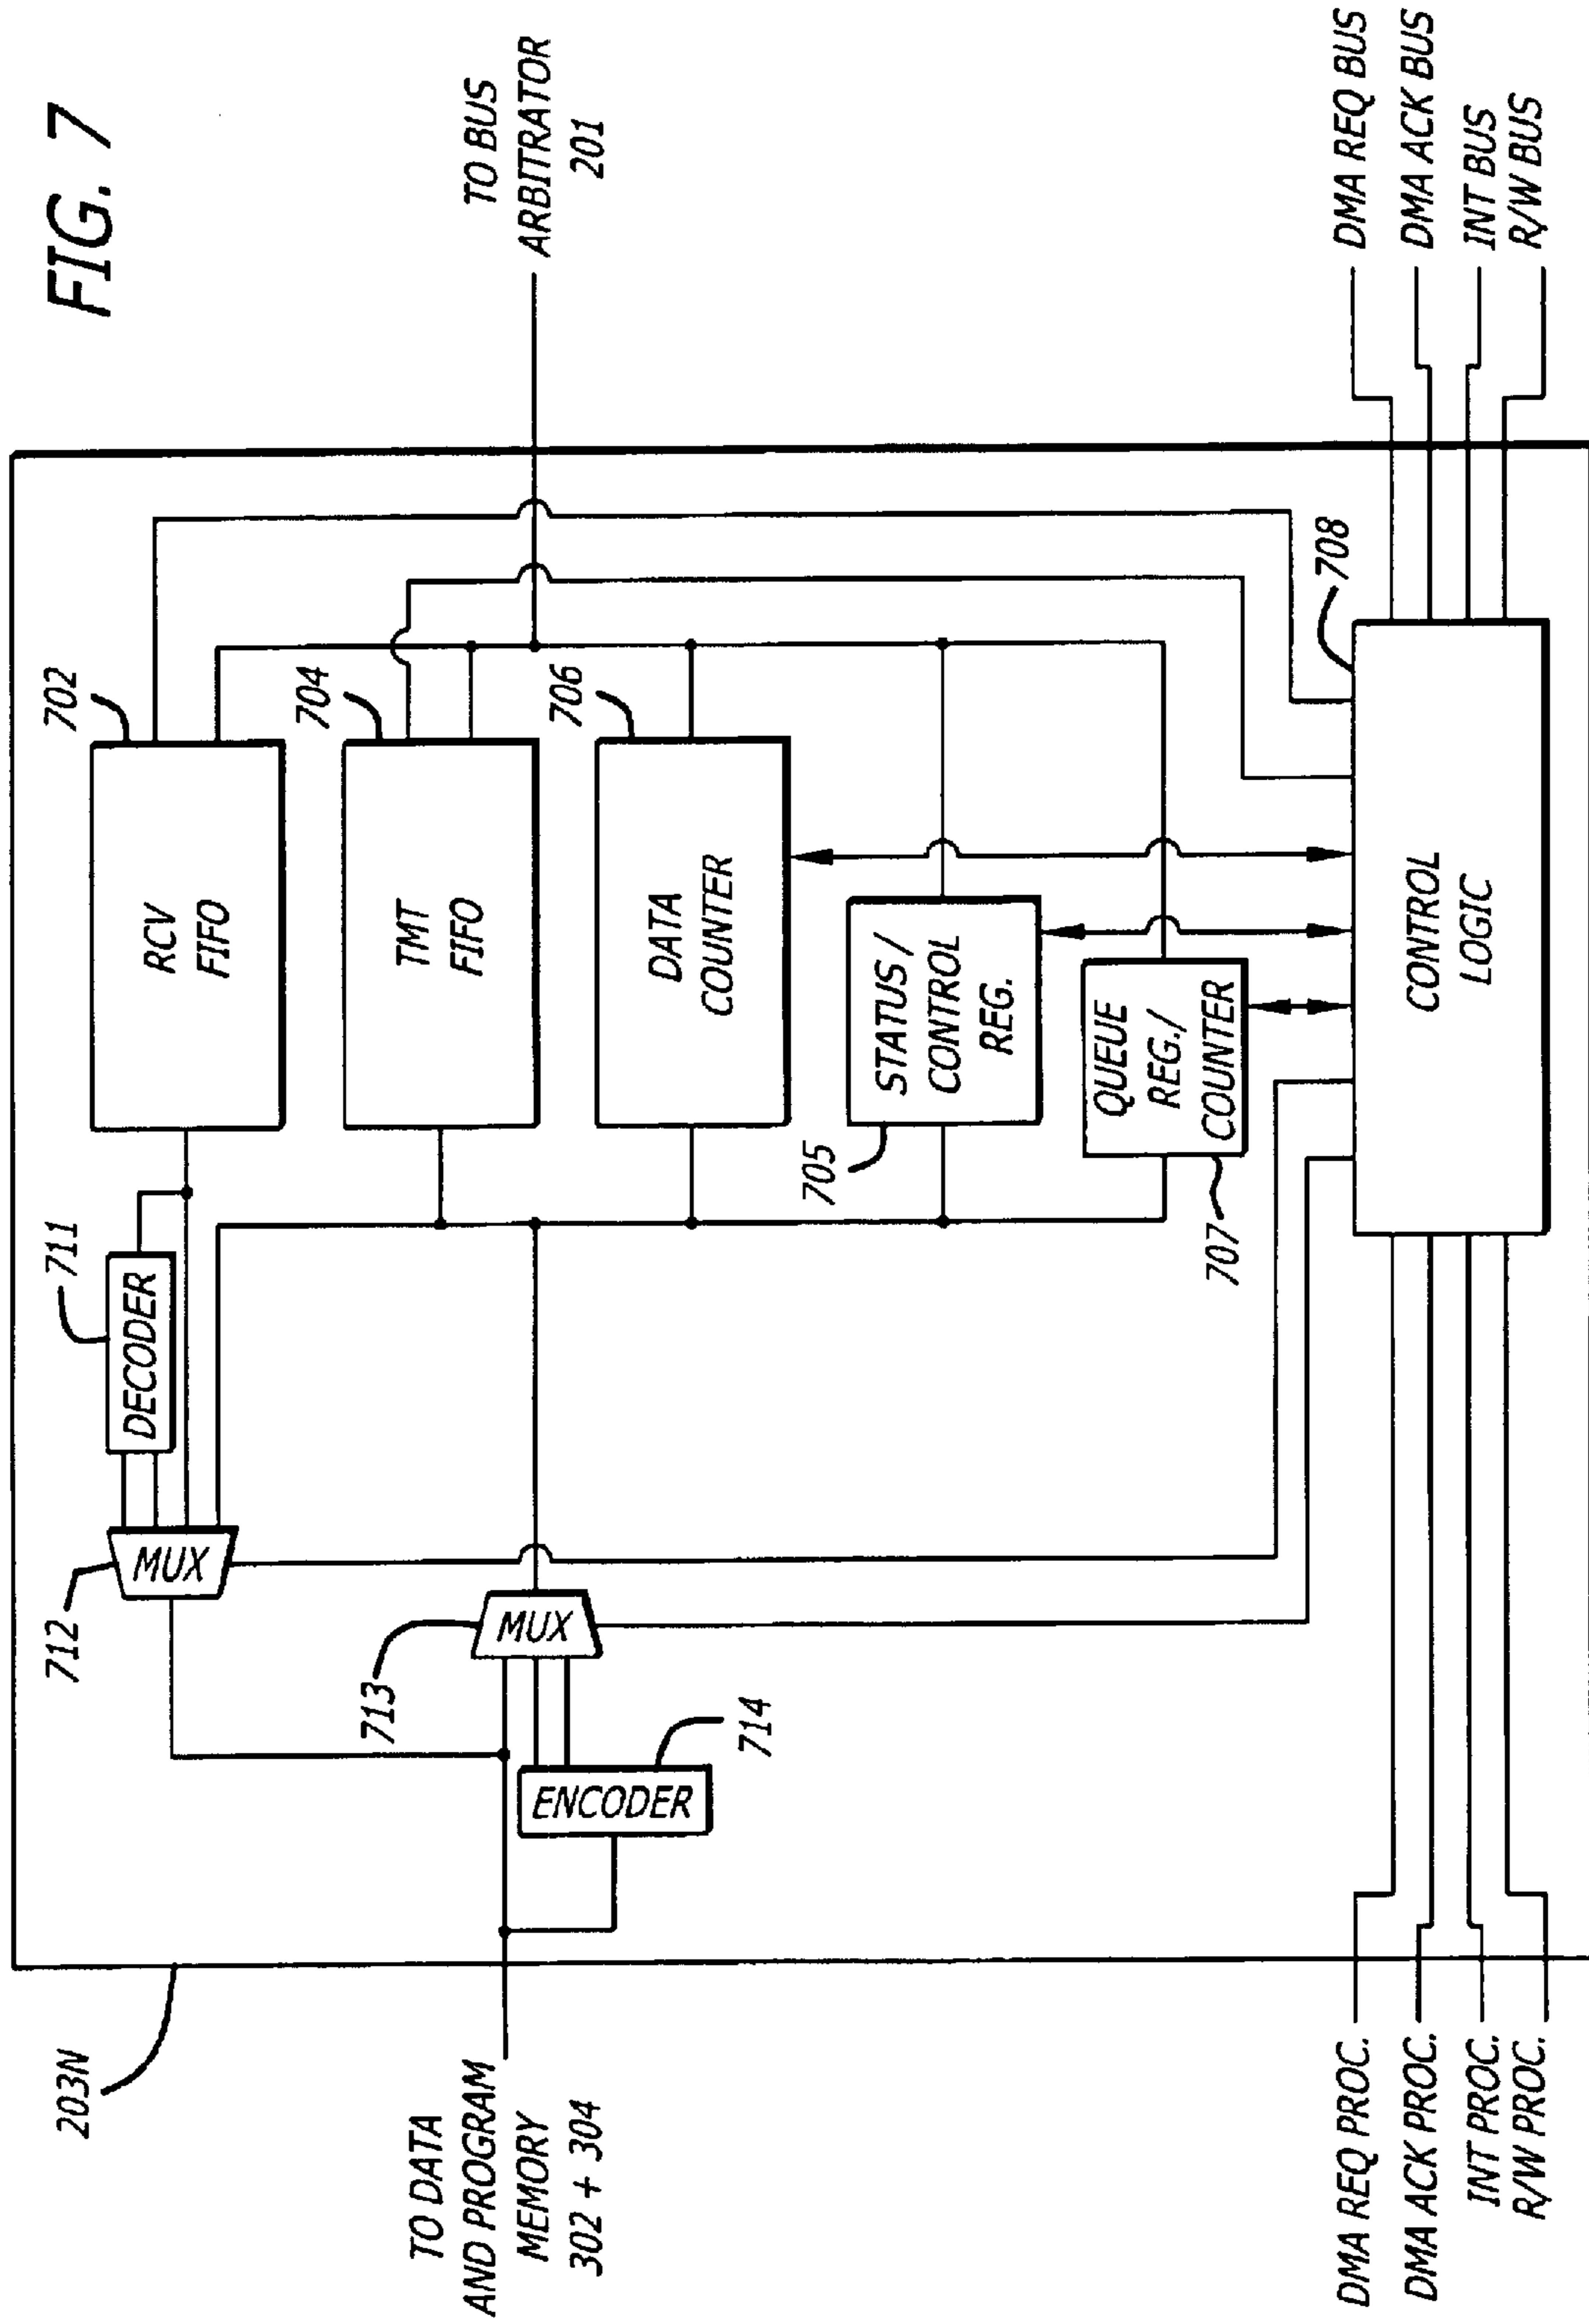 FIG. 7
203N
712
711
702
MUX
DECODER
RCV
FIFO
704
TMT
FIFO
TO DATA
AND PROGRAM
MEMORY
302 + 304
713
MUX
ENCODER
714
TO BUS
ARBITRATOR
201
706
DATA
COUNTER
705
STATUS /
CONTROL
REG.
707
QUEUE
REG./
COUNTER
708
CONTROL
LOGIC
DMA REQ PROC.
DMA ACK PROC.
INT PROC.
R/W PROC.
DMA REQ BUS
DMA ACK BUS
INT BUS
R/W BUS